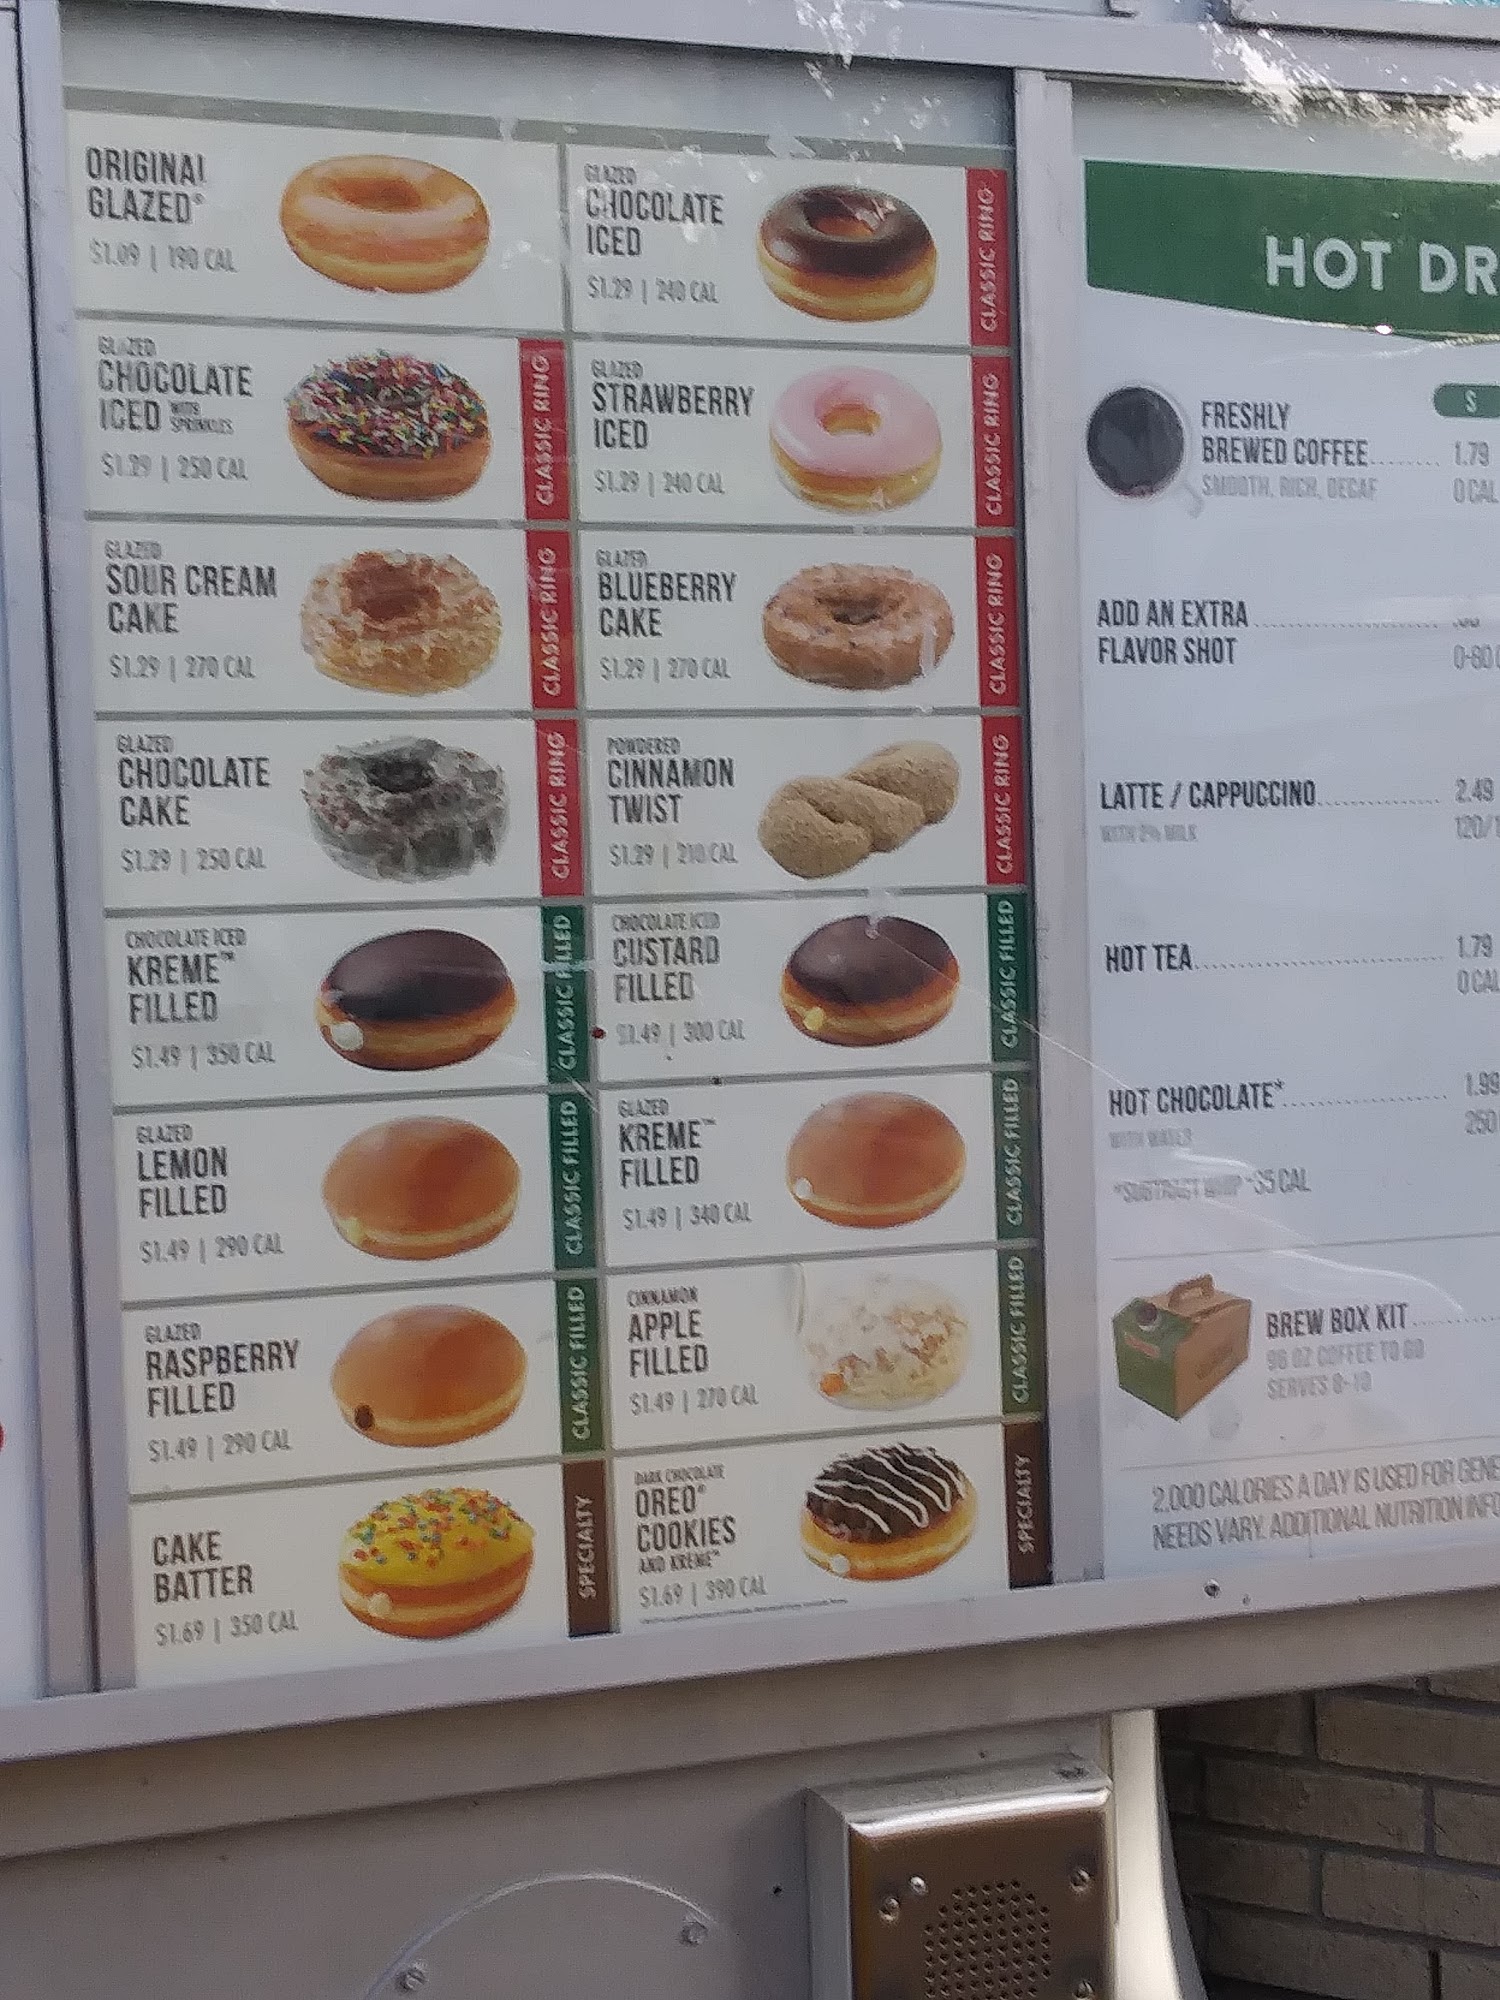 ORIGINAL
GLAZED®
$1.09 | 190 CAL
GLAZED
CHOCOLATE
ICED
$1.29 | 240 CAL
CLASSIC RING
GLAZED
CHOCOLATE
ICED WITH SPRINKLES
$1.29 | 250 CAL
CLASSIC RING
GLAZED
STRAWBERRY
ICED
$1.29 | 240 CAL
CLASSIC RING
GLAZED
SOUR CREAM
CAKE
$1.29 | 270 CAL
CLASSIC RING
GLAZED
BLUEBERRY
CAKE
$1.29 | 270 CAL
CLASSIC RING
GLAZED
CHOCOLATE
CAKE
$1.29 | 250 CAL
CLASSIC RING
POWDERED
CINNAMON
TWIST
$1.29 | 210 CAL
CLASSIC RING
CHOCOLATE ICED
KREME™
FILLED
$1.49 | 350 CAL
CLASSIC FILLED
CHOCOLATE ICED
CUSTARD
FILLED
$1.49 | 300 CAL
CLASSIC FILLED
GLAZED
LEMON
FILLED
$1.49 | 290 CAL
CLASSIC FILLED
GLAZED
KREME™
FILLED
$1.49 | 340 CAL
CLASSIC FILLED
GLAZED
RASPBERRY
FILLED
$1.49 | 290 CAL
CLASSIC FILLED
CINNAMON
APPLE
FILLED
$1.49 | 270 CAL
CLASSIC FILLED
CAKE
BATTER
$1.69 | 350 CAL
SPECIALTY
DARK CHOCOLATE
OREO®
COOKIES
AND KREME™
$1.69 | 390 CAL
SPECIALTY
HOT DR
S
FRESHLY
BREWED COFFEE........ 1.79
SMOOTH, RICH, DECAF 0 CAL
ADD AN EXTRA
FLAVOR SHOT 0-80
LATTE / CAPPUCCINO........ 2.49
WITH 2% MILK 120/1
HOT TEA........ 1.79
0 CAL
HOT CHOCOLATE*........ 1.99
WITH WATER 250
*SUBTRACT WHIP -35 CAL
BREW BOX KIT........
96 OZ COFFEE TO GO
SERVES 8-10
2,000 CALORIES A DAY IS USED FOR GENE
NEEDS VARY. ADDITIONAL NUTRITION INFO